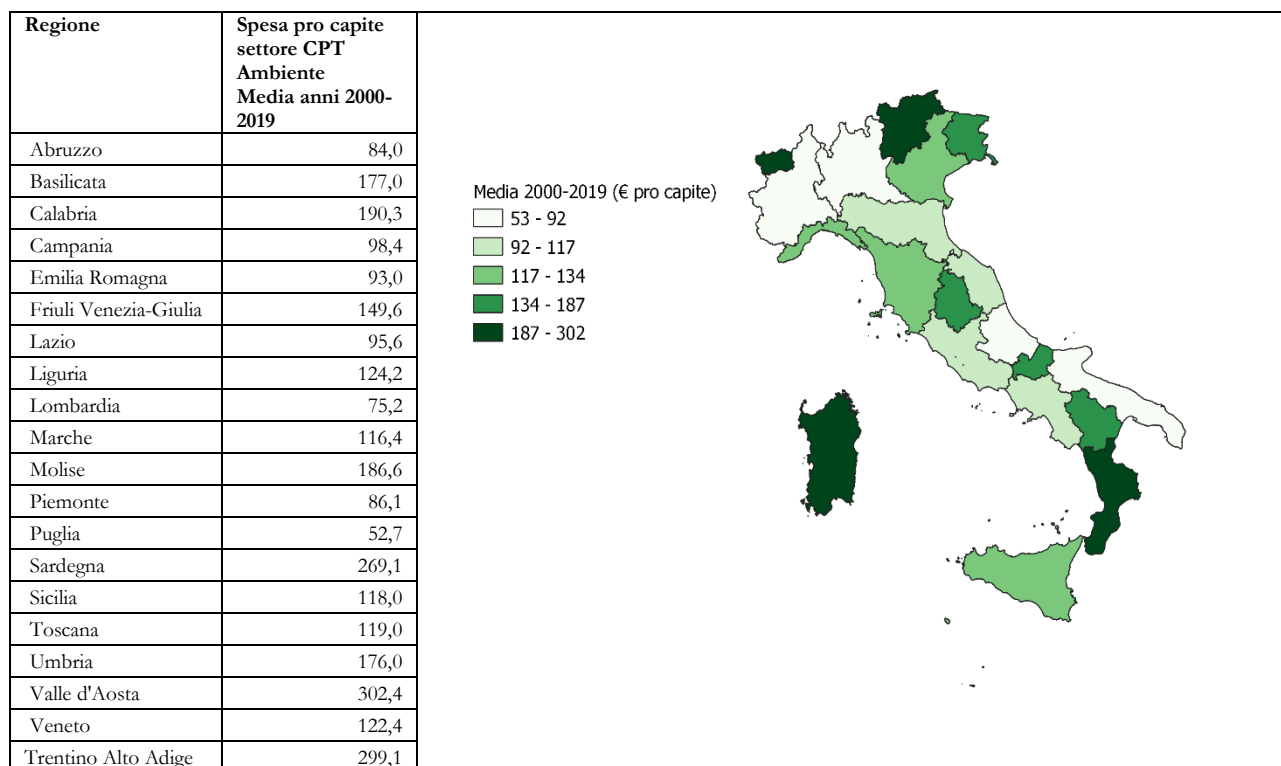 Regione
Spesa pro capite
settore CPT
Ambiente
Media anni 2000-
2019
Abruzzo 84,0
Basilicata 177,0
Calabria 190,3
Campania 98,4
Emilia Romagna 93,0
Friuli Venezia-Giulia 149,6
Lazio 95,6
Liguria 124,2
Lombardia 75,2
Marche 116,4
Molise 186,6
Piemonte 86,1
Puglia 52,7
Sardegna 269,1
Sicilia 118,0
Toscana 119,0
Umbria 176,0
Valle d'Aosta 302,4
Veneto 122,4
Trentino Alto Adige 299,1
Media 2000-2019 (€ pro capite)
53 - 92
92 - 117
117 - 134
134 - 187
187 - 302